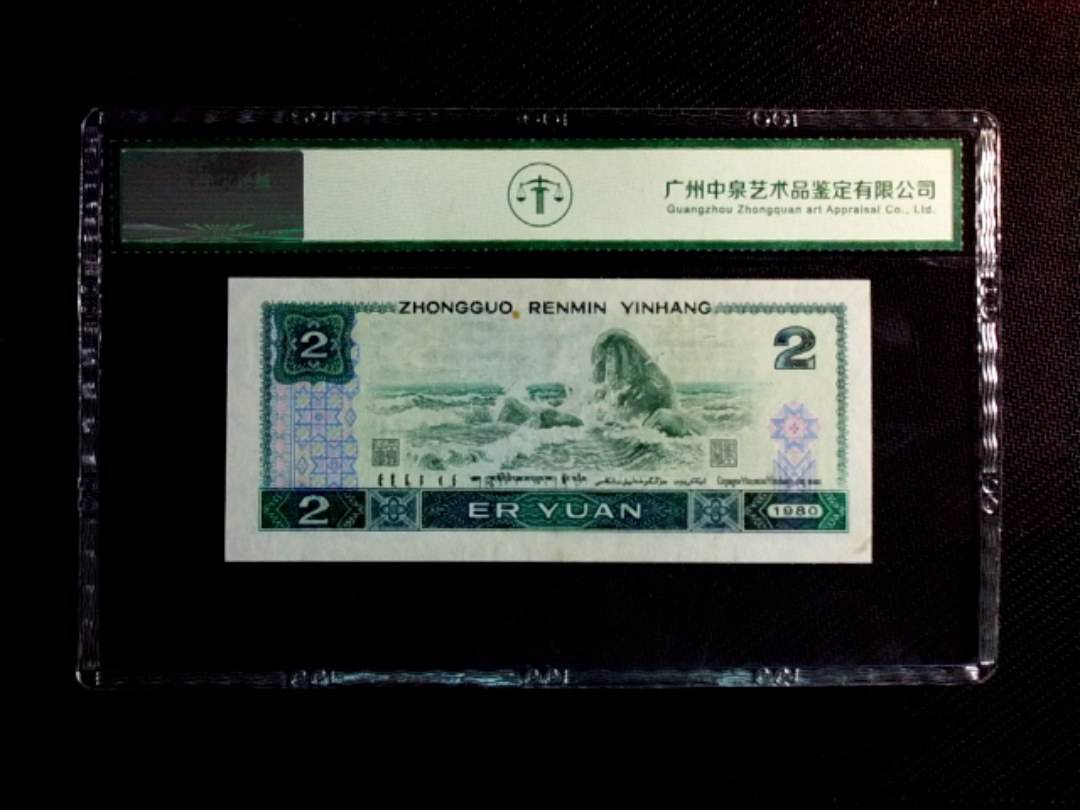 广州中泉艺术品鉴定有限公司
Guangzhou Zhongquan art Appraisal Co., Ltd.
ZHONGGUO RENMIN YINHANG
2
2
2
ER YUAN
1980